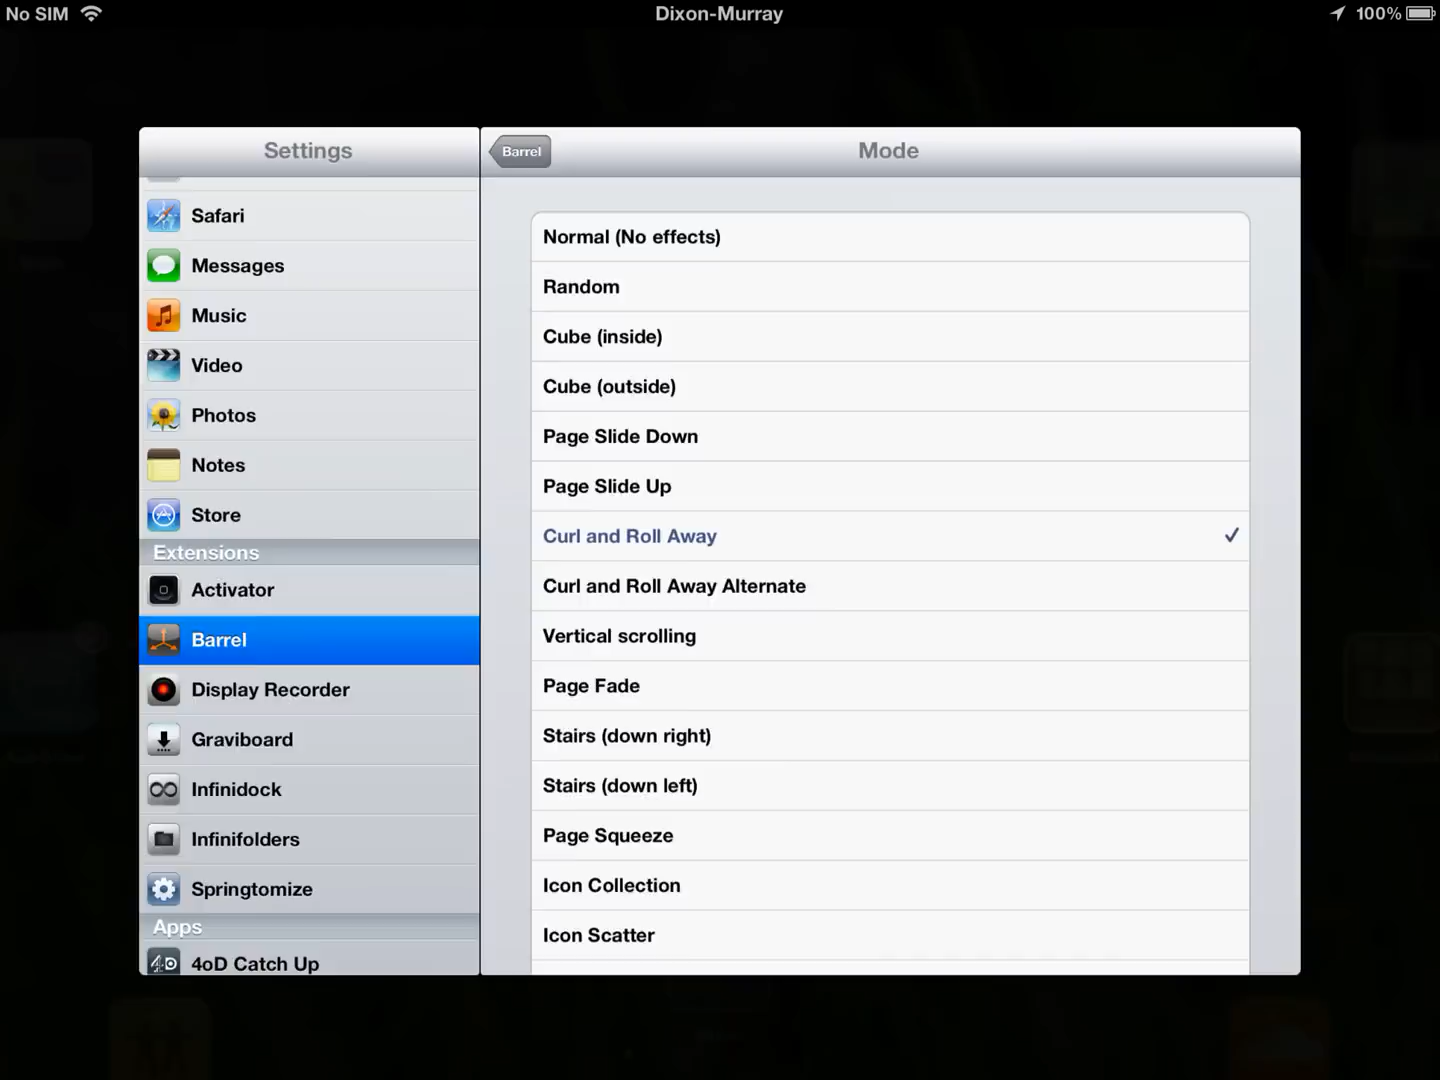 No SIM
Dixon-Murray
100%
Settings
Barrel
Mode
Safari
Messages
Music
Video
Photos
Notes
Store
Extensions
Activator
Barrel
Display Recorder
Graviboard
Infinidock
Infinifolders
Springtomize
Apps
4oD Catch Up
Normal (No effects)
Random
Cube (inside)
Cube (outside)
Page Slide Down
Page Slide Up
Curl and Roll Away
Curl and Roll Away Alternate
Vertical scrolling
Page Fade
Stairs (down right)
Stairs (down left)
Page Squeeze
Icon Collection
Icon Scatter